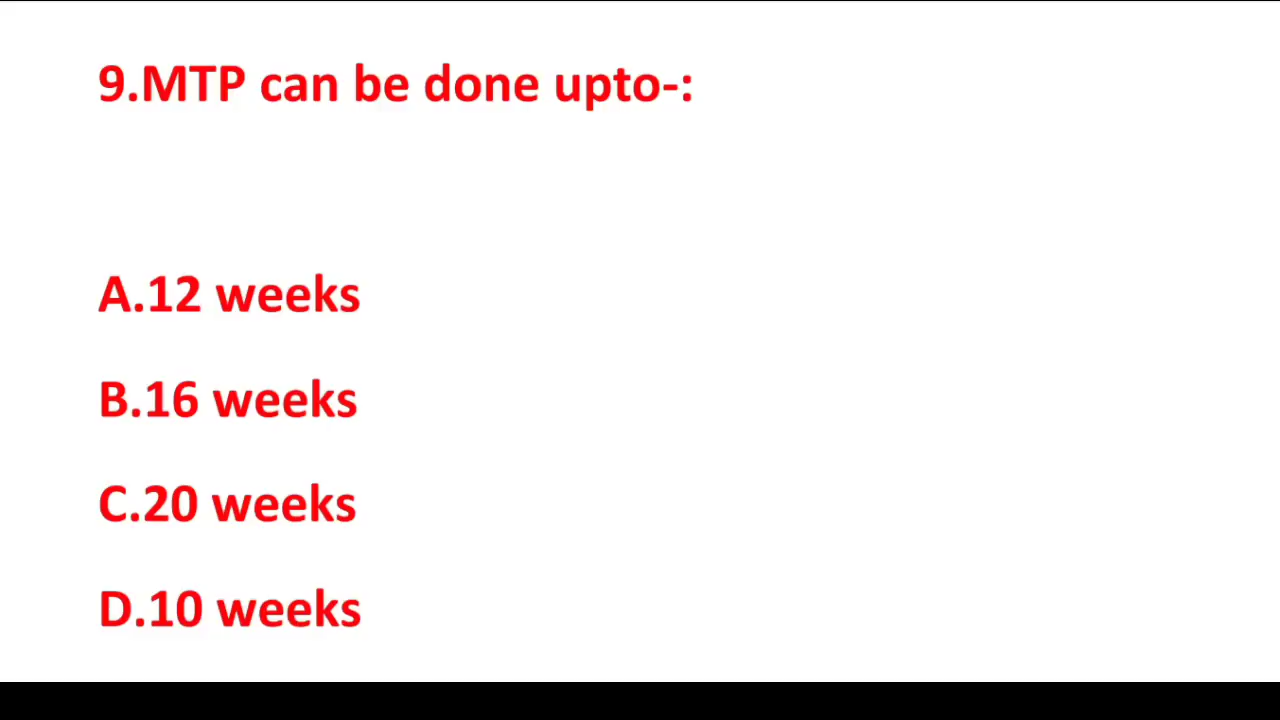 9.MTP can be done upto-:
A.12 weeks
B.16 weeks
C.20 weeks
D.10 weeks